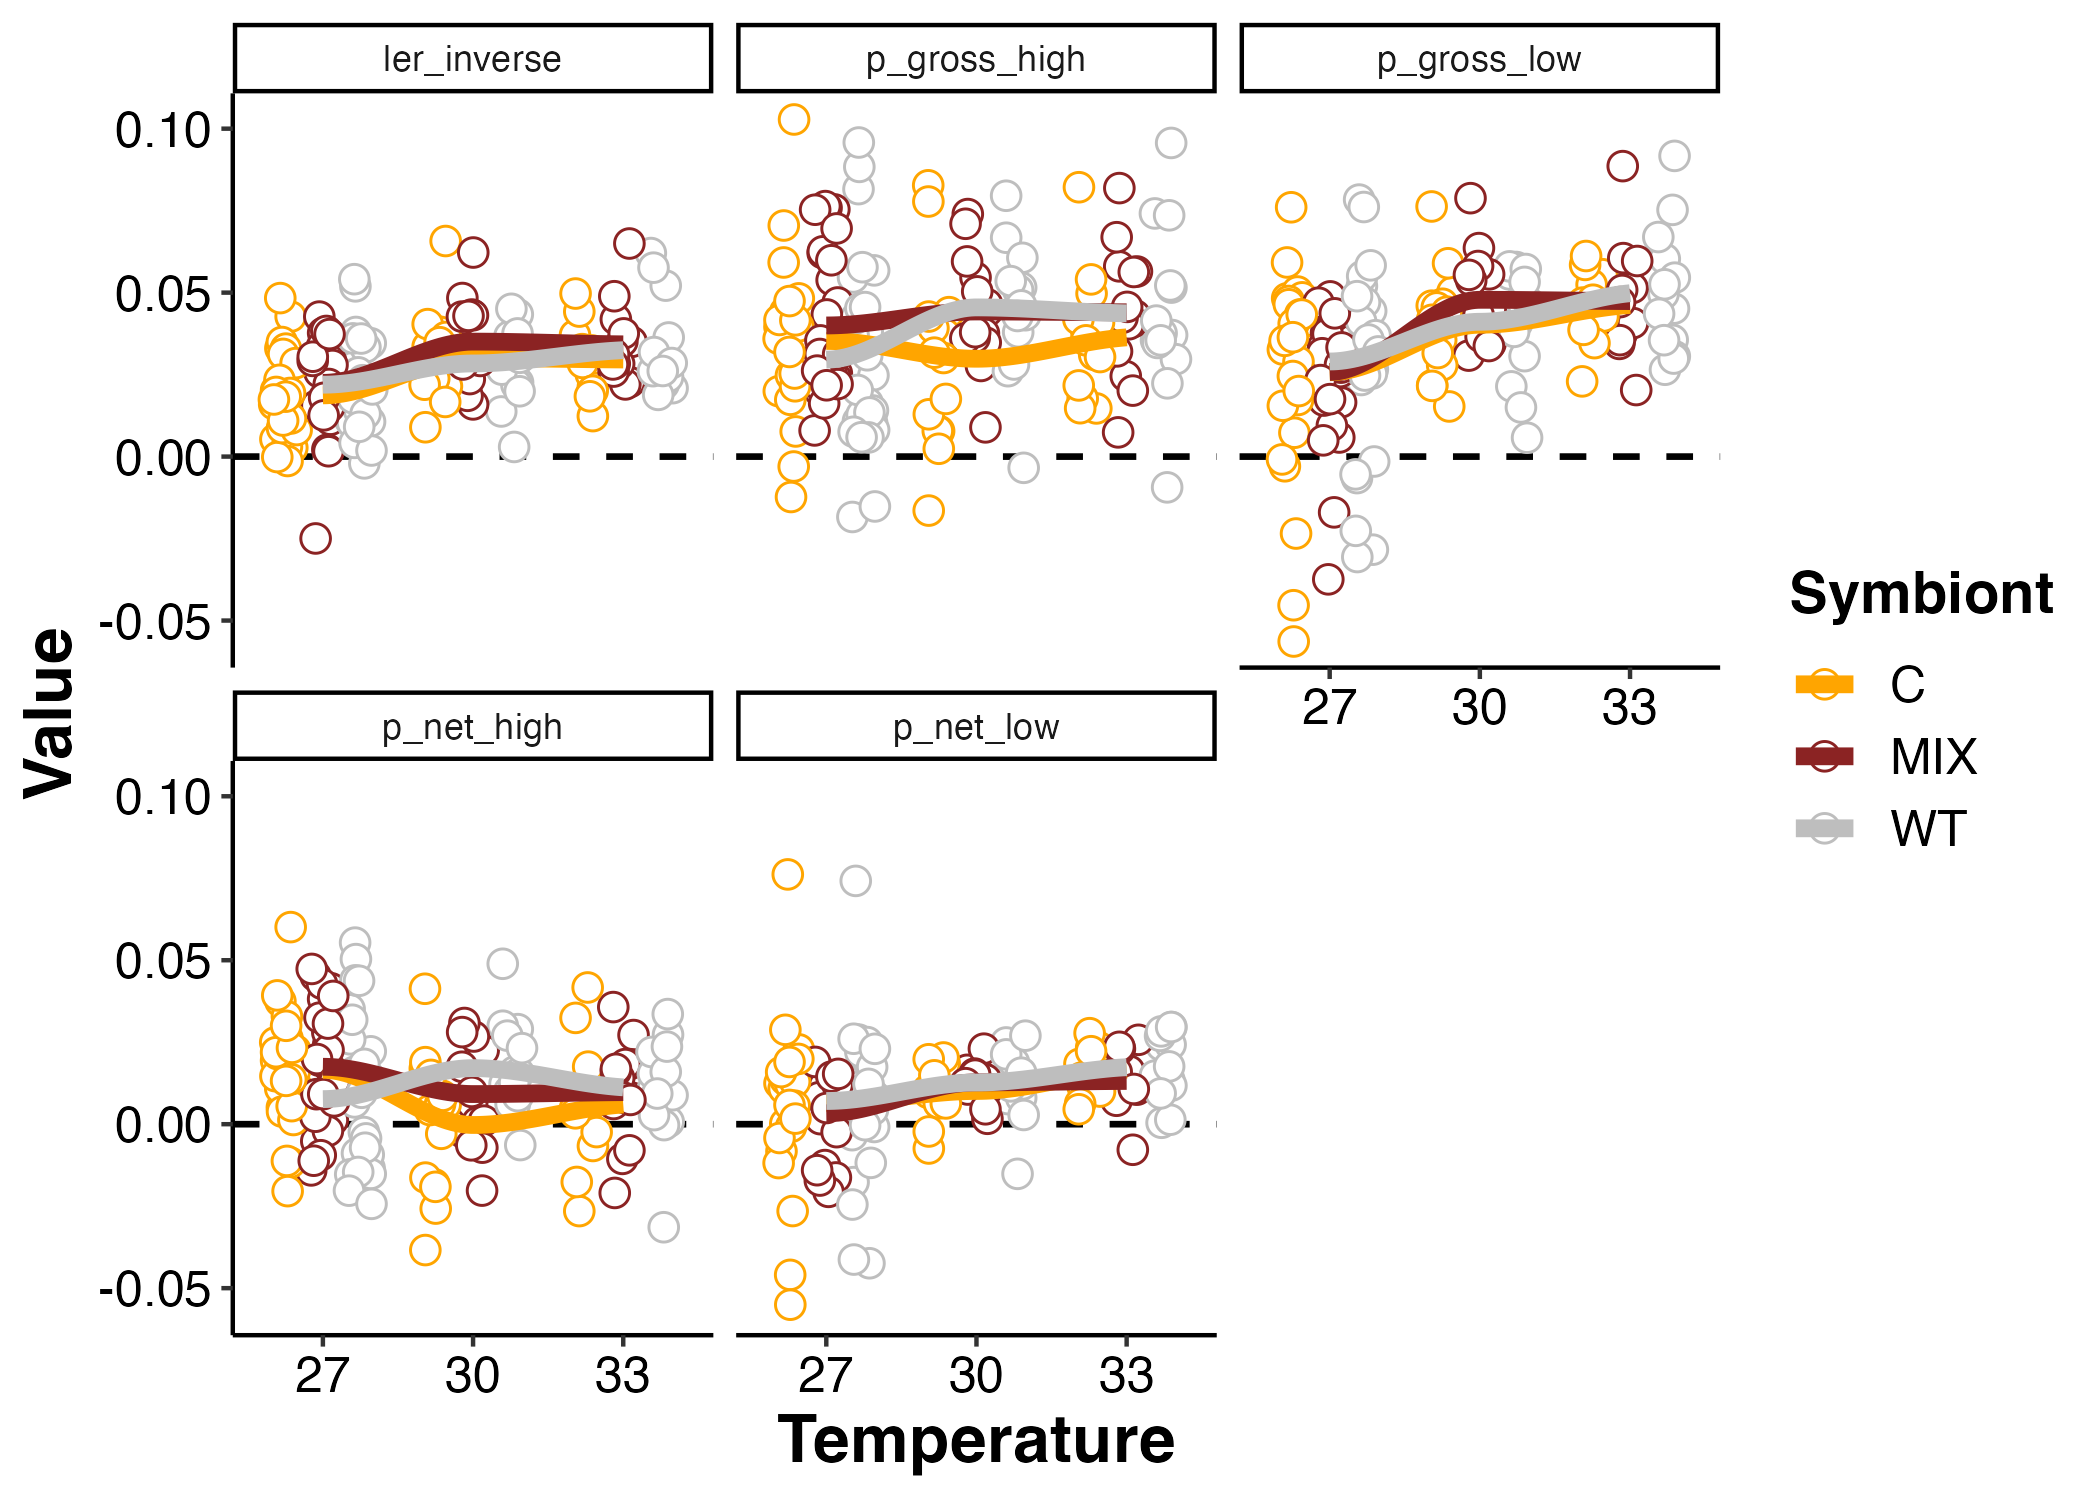 ler_inverse
p_gross_high
p_gross_low
0.10
0.05
0.00
-0.05
27 30 33
p_net_high
p_net_low
0.10
0.05
0.00
-0.05
27 30 33
27 30 33
Temperature
Value
Symbiont
C
MIX
WT